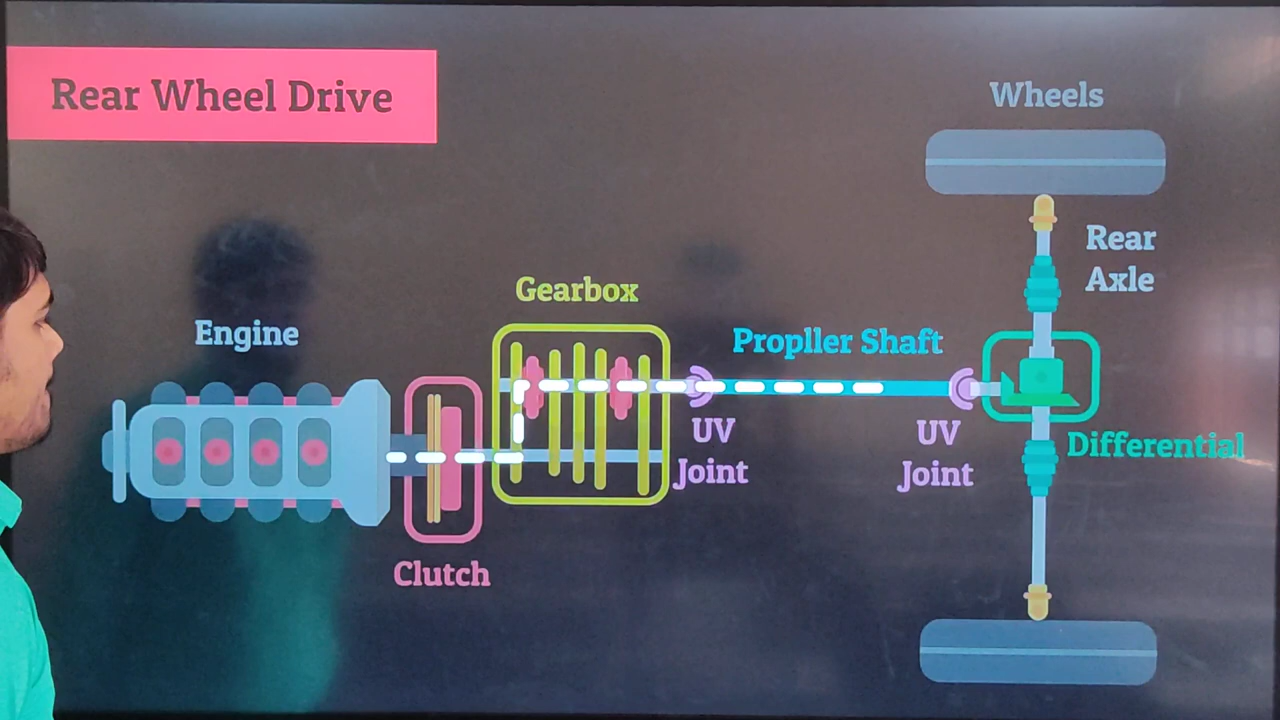 Rear Wheel Drive
Wheels
Rear
Axle
Gearbox
Engine
Propller Shaft
UV
Joint
UV
Joint
Differential
Clutch